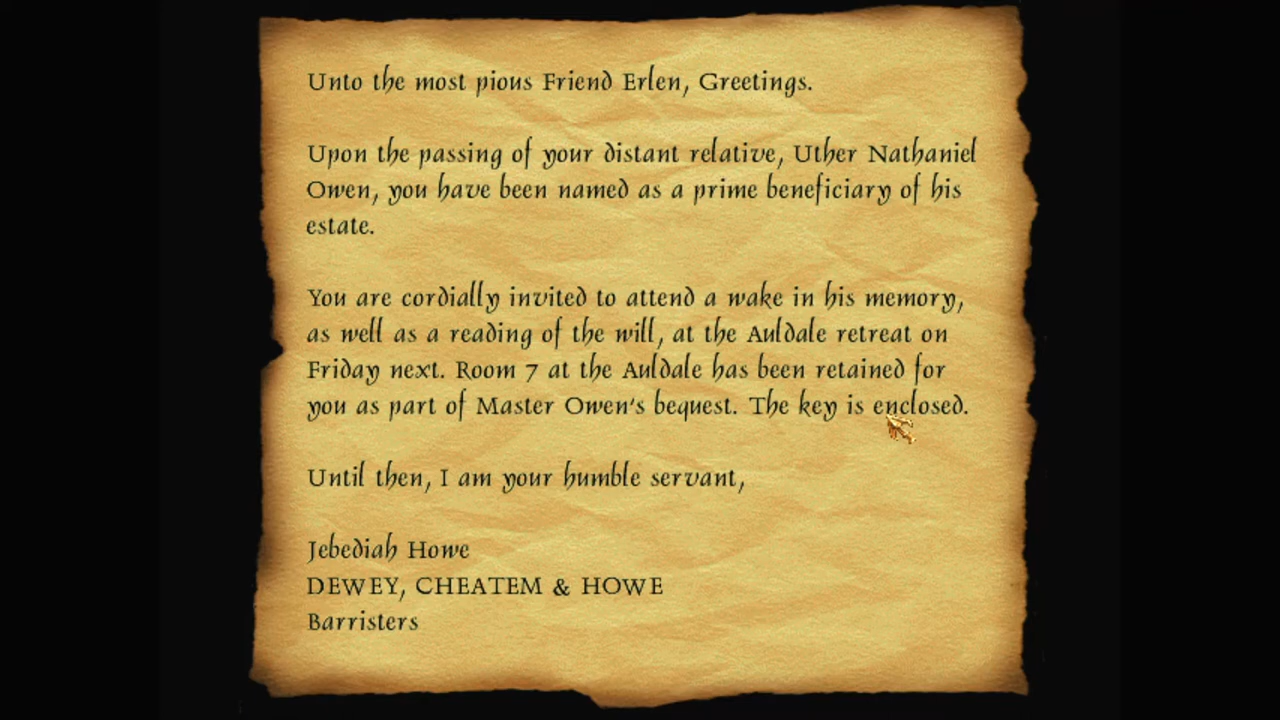 Unto the most pious Friend Erlen, Greetings.
Upon the passing of your distant relative, Uther Nathaniel
Owen, you have been named as a prime beneficiary of his
estate.
You are cordially invited to attend a wake in his memory,
as well as a reading of the will, at the Auldale retreat on
Friday next. Room 7 at the Auldale has been retained for
you as part of Master Owen's bequest. The key is enclosed.
Until then, I am your humble servant,
Jebediah Howe
DEWEY, CHEATEM & HOWE
Barristers